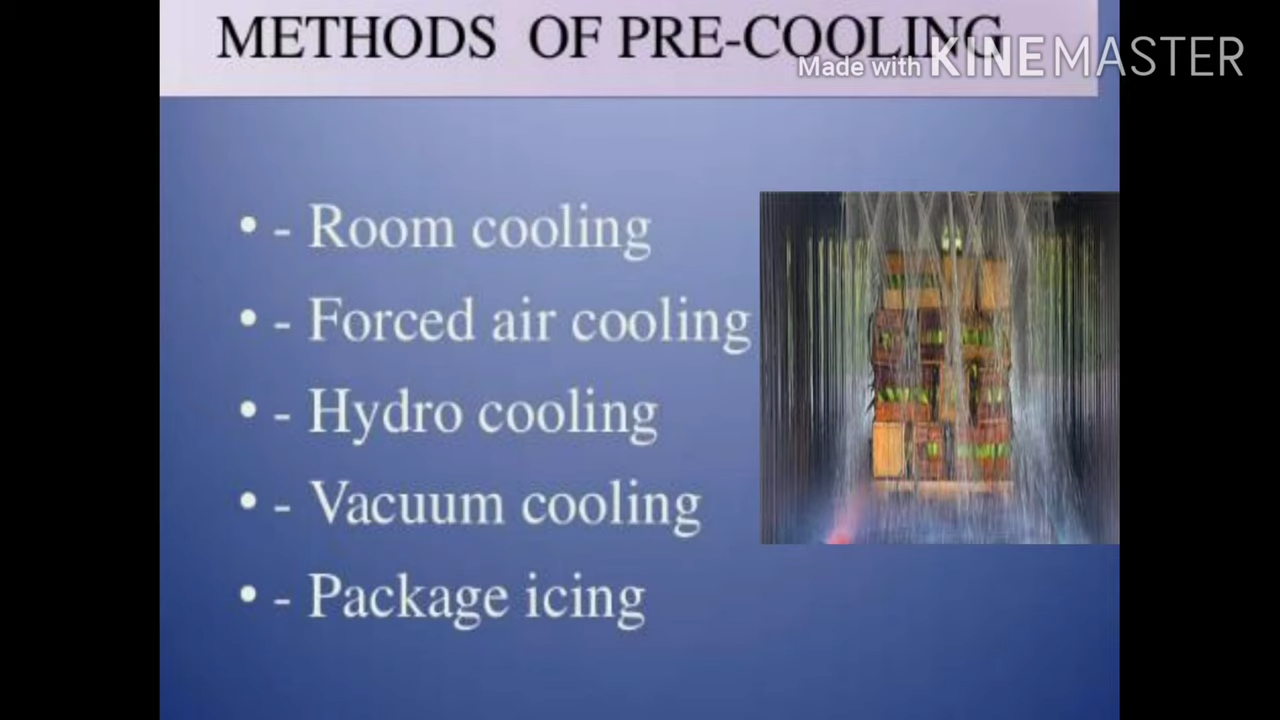 METHODS OF PRE-COOLING
Made with KINEMASTER
• - Room cooling
• - Forced air cooling
• - Hydro cooling
• - Vacuum cooling
• - Package icing